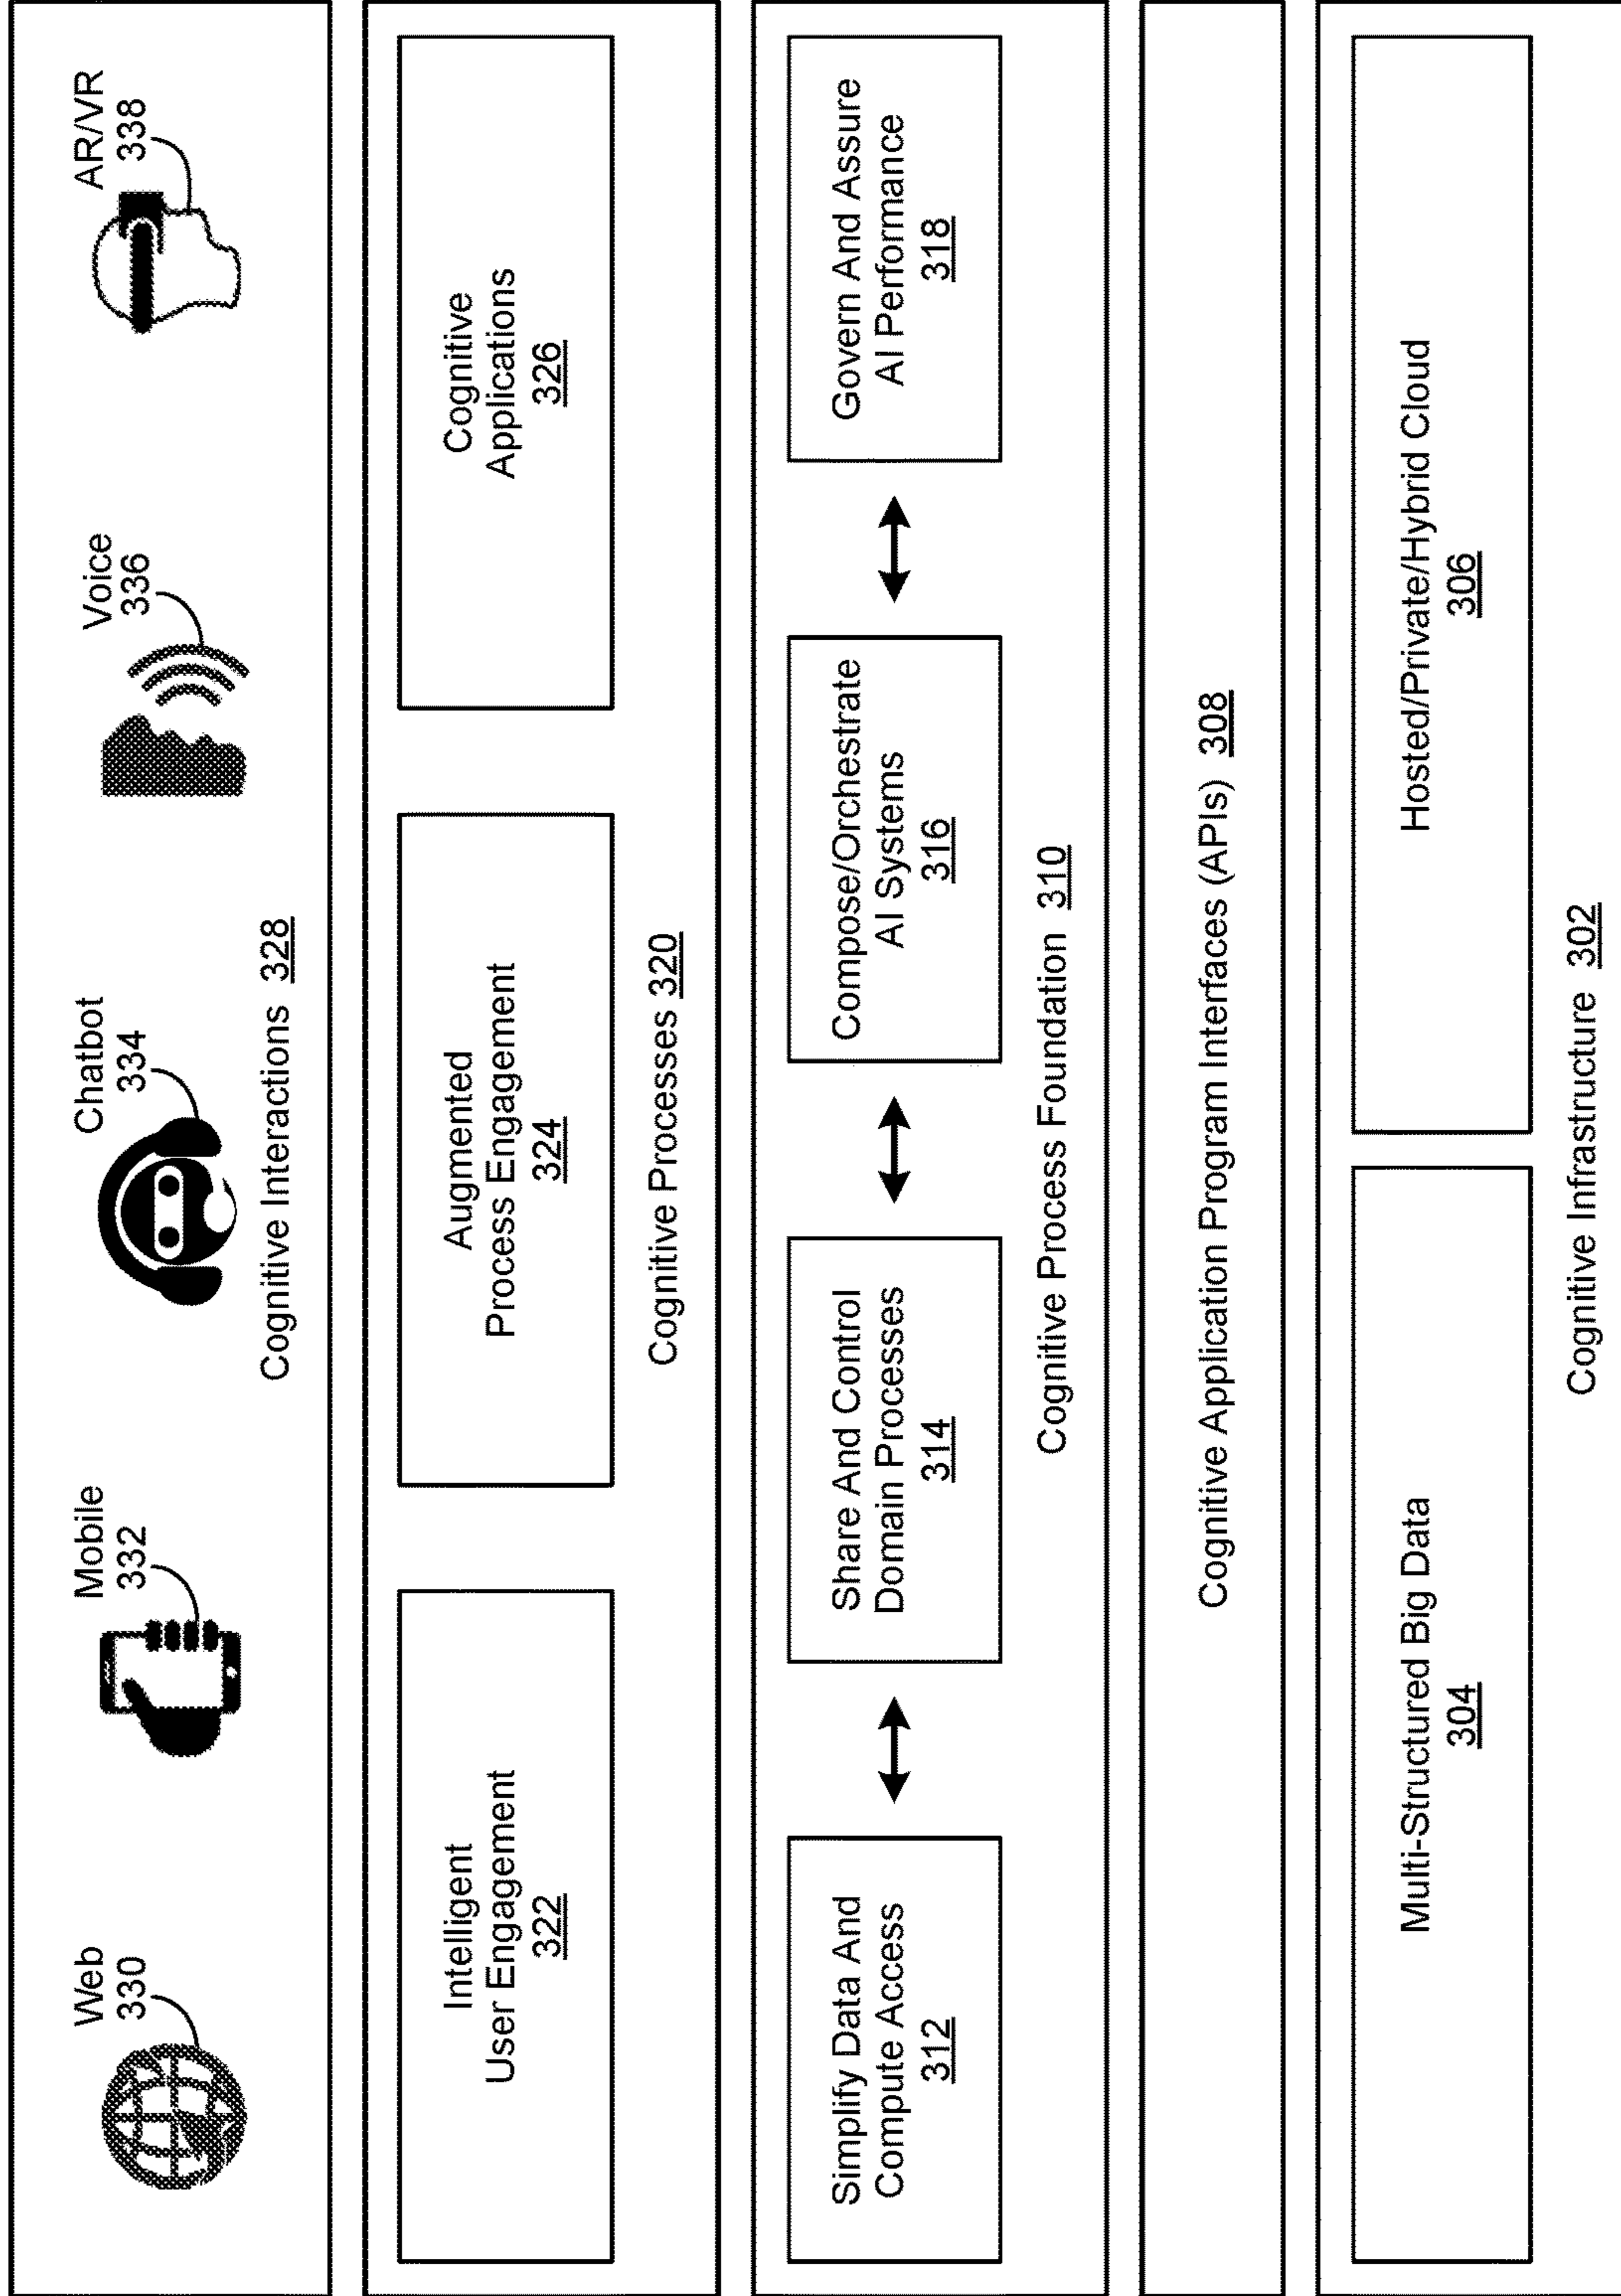 Web
330
Mobile
332
Chatbot
334
Voice
336
AR/VR
338
Cognitive Interactions 328
Intelligent
User Engagement
322
Augmented
Process Engagement
324
Cognitive
Applications
326
Cognitive Processes 320
Simplify Data And
Compute Access
312
Share And Control
Domain Processes
314
Compose/Orchestrate
AI Systems
316
Govern And Assure
AI Performance
318
Cognitive Process Foundation 310
Cognitive Application Program Interfaces (APIs) 308
Multi-Structured Big Data
304
Hosted/Private/Hybrid Cloud
306
Cognitive Infrastructure 302